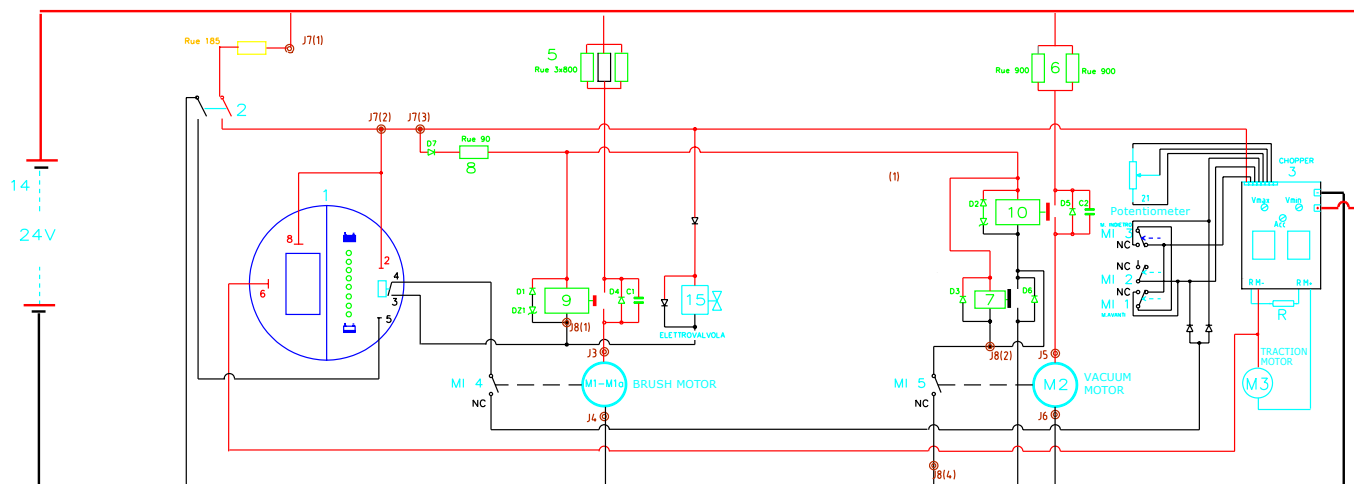 Rue 185
J7(1)
5
Rue 3x800
Rue 900
6
Rue 900
2
J7(2)
J7(3)
D7
Rue 90
8
14
24V
1
8
2
4
3
5
6
(1)
CHOPPER
3
21
Vmax
Vmin
Acc
Potentiometer
MI 3
NC
NC
MI 2
NC
MI 1
R M-
R M+
R
D2
10
D5
C2
D3
7
D6
D1
9
D4
C1
DZ1
15
ELETTROVALVOLA
J8(1)
J8(2)
J3
J5
TRACTION
MOTOR
M3
MI 4
NC
M1-M1a
BRUSH MOTOR
MI 5
NC
M2
VACUUM
MOTOR
J4
J6
J8(4)